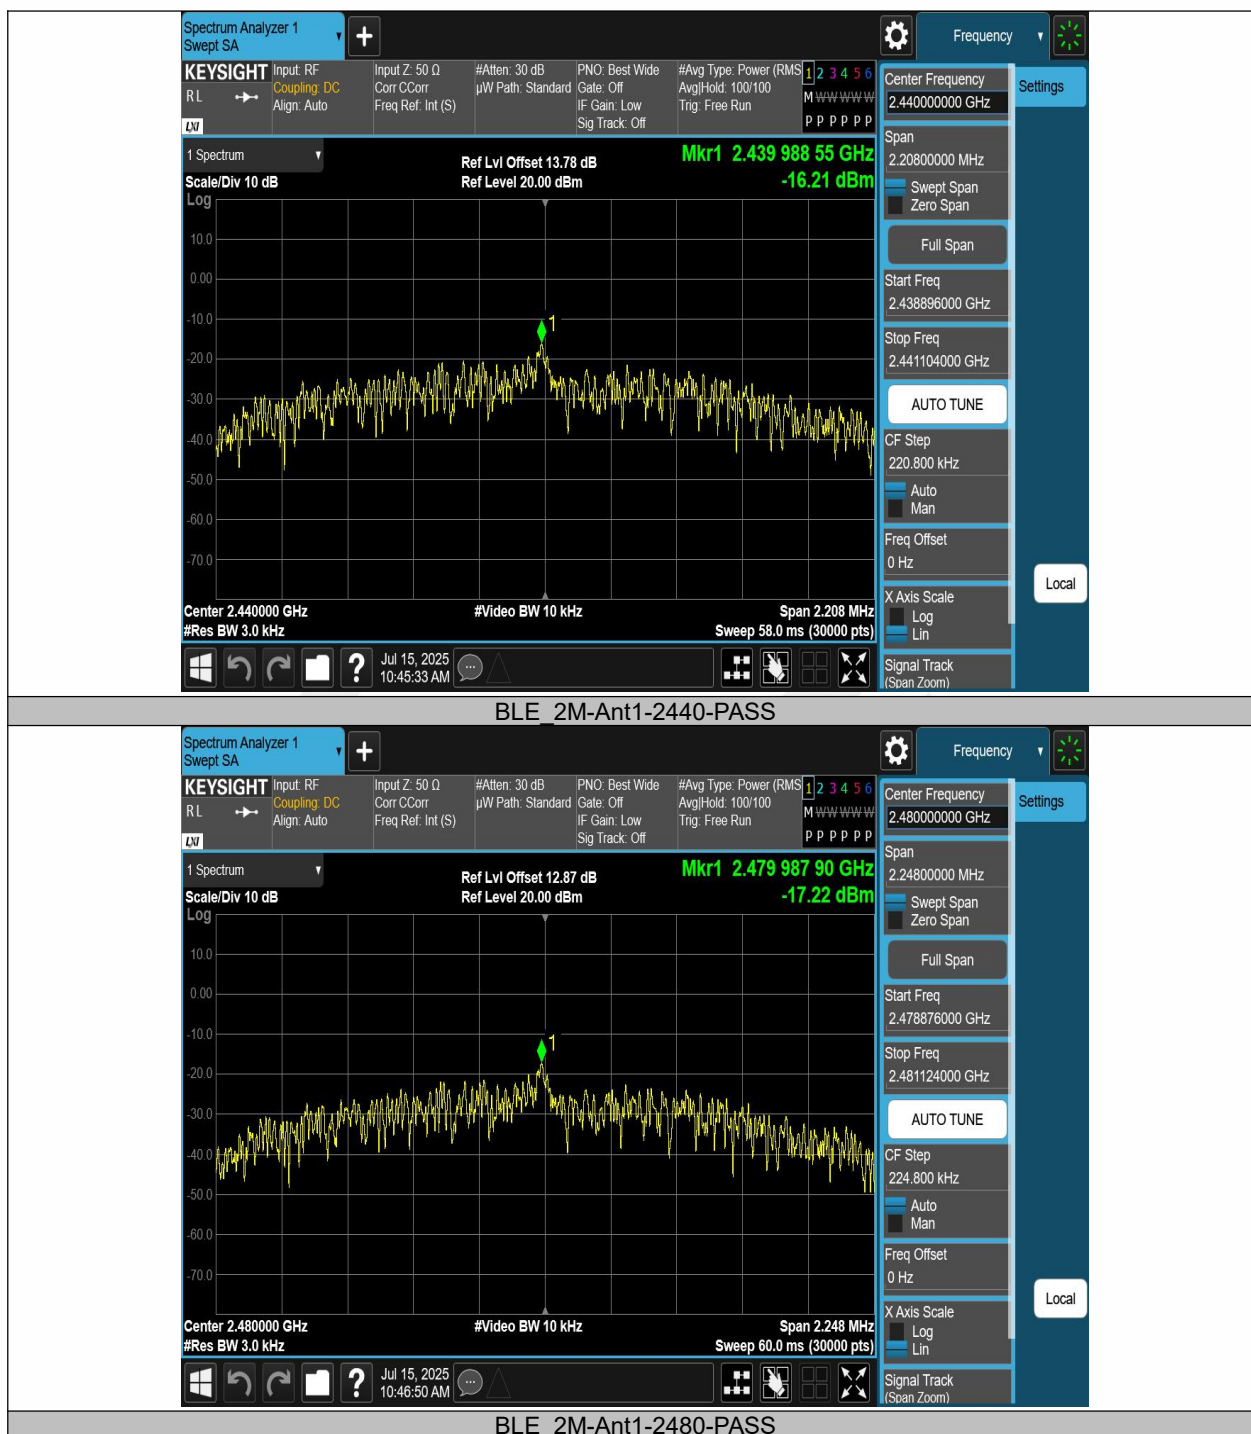 Spectrum Analyzer 1
Swept SA
+
Frequency
KEYSIGHT
RL
LXI
Input: RF
Coupling: DC
Align: Auto
Input Z: 50 Ω
Corr CCorr
Freq Ref: Int (S)
#Atten: 30 dB
µW Path: Standard
PNO: Best Wide
Gate: Off
IF Gain: Low
Sig Track: Off
#Avg Type: Power (RMS
Avg|Hold: 100/100
Trig: Free Run
1 2 3 4 5 6
M W W W W W
P P P P P P
1 Spectrum
Scale/Div 10 dB
Log
Ref Lvl Offset 13.78 dB
Ref Level 20.00 dBm
Mkr1 2.439 988 55 GHz
-16.21 dBm
10.0
0.00
-10.0
-20.0
-30.0
-40.0
-50.0
-60.0
-70.0
1
Center 2.440000 GHz
#Res BW 3.0 kHz
#Video BW 10 kHz
Span 2.208 MHz
Sweep 58.0 ms (30000 pts)
?
Jul 15, 2025
10:45:33 AM
Center Frequency
2.440000000 GHz
Settings
Span
2.20800000 MHz
Swept Span
Zero Span
Full Span
Start Freq
2.438896000 GHz
Stop Freq
2.441104000 GHz
AUTO TUNE
CF Step
220.800 kHz
Auto
Man
Freq Offset
0 Hz
X Axis Scale
Log
Lin
Local
Signal Track
(Span Zoom)
BLE_2M-Ant1-2440-PASS
Spectrum Analyzer 1
Swept SA
+
Frequency
KEYSIGHT
RL
LXI
Input: RF
Coupling: DC
Align: Auto
Input Z: 50 Ω
Corr CCorr
Freq Ref: Int (S)
#Atten: 30 dB
µW Path: Standard
PNO: Best Wide
Gate: Off
IF Gain: Low
Sig Track: Off
#Avg Type: Power (RMS
Avg|Hold: 100/100
Trig: Free Run
1 2 3 4 5 6
M W W W W W
P P P P P P
1 Spectrum
Scale/Div 10 dB
Log
Ref Lvl Offset 12.87 dB
Ref Level 20.00 dBm
Mkr1 2.479 987 90 GHz
-17.22 dBm
10.0
0.00
-10.0
-20.0
-30.0
-40.0
-50.0
-60.0
-70.0
1
Center 2.480000 GHz
#Res BW 3.0 kHz
#Video BW 10 kHz
Span 2.248 MHz
Sweep 60.0 ms (30000 pts)
?
Jul 15, 2025
10:46:50 AM
Center Frequency
2.480000000 GHz
Settings
Span
2.24800000 MHz
Swept Span
Zero Span
Full Span
Start Freq
2.478876000 GHz
Stop Freq
2.481124000 GHz
AUTO TUNE
CF Step
224.800 kHz
Auto
Man
Freq Offset
0 Hz
X Axis Scale
Log
Lin
Local
Signal Track
(Span Zoom)
BLE_2M-Ant1-2480-PASS